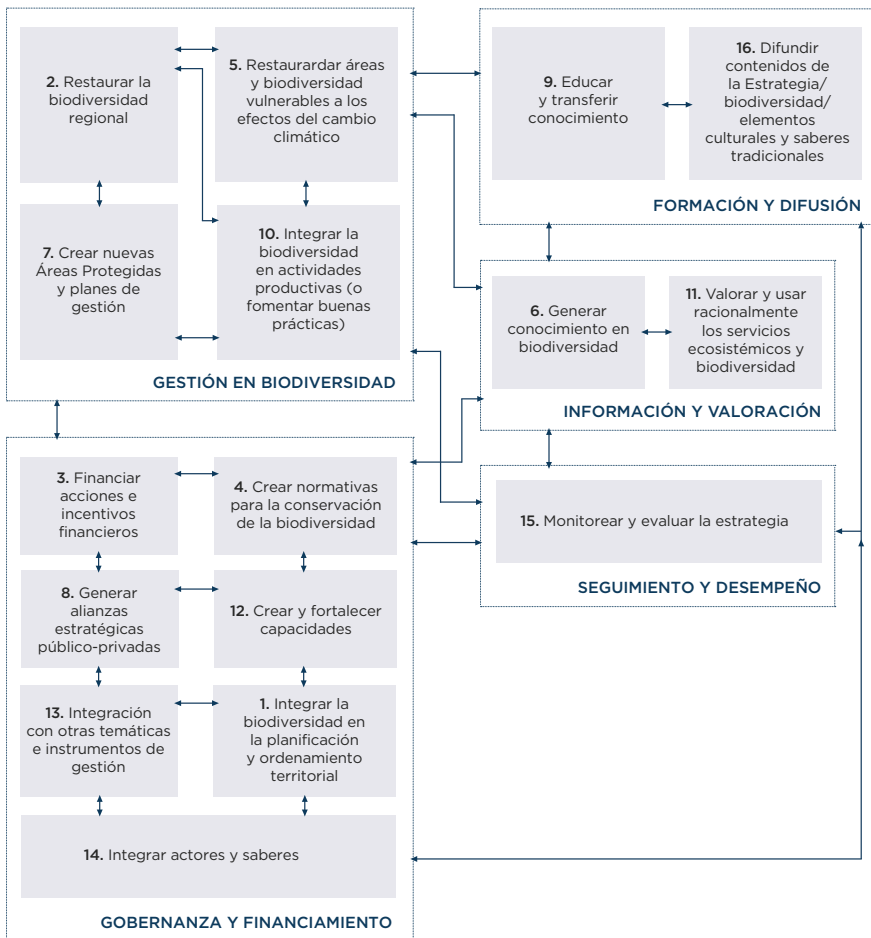 2. Restaurar la
biodiversidad
regional
5. Restaurardar áreas
y biodiversidad
vulnerables a los
efectos del cambio
climático
7. Crear nuevas
Áreas Protegidas
y planes de
gestión
10. Integrar la
biodiversidad
en actividades
productivas (o
fomentar buenas
prácticas)
GESTIÓN EN BIODIVERSIDAD
9. Educar
y transferir
conocimiento
16. Difundir
contenidos de
la Estrategia/
biodiversidad/
elementos
culturales y saberes
tradicionales
FORMACIÓN Y DIFUSIÓN
6. Generar
conocimiento en
biodiversidad
11. Valorar y usar
racionalmente
los servicios
ecosistémicos y
biodiversidad
INFORMACIÓN Y VALORACIÓN
3. Financiar
acciones e
incentivos
financieros
4. Crear normativas
para la conservación
de la biodiversidad
8. Generar
alianzas
estratégicas
público-privadas
12. Crear y fortalecer
capacidades
13. Integración
con otras temáticas
e instrumentos de
gestión
1. Integrar la
biodiversidad en
la planificación
y ordenamiento
territorial
14. Integrar actores y saberes
GOBERNANZA Y FINANCIAMIENTO
15. Monitorear y evaluar la estrategia
SEGUIMIENTO Y DESEMPEÑO